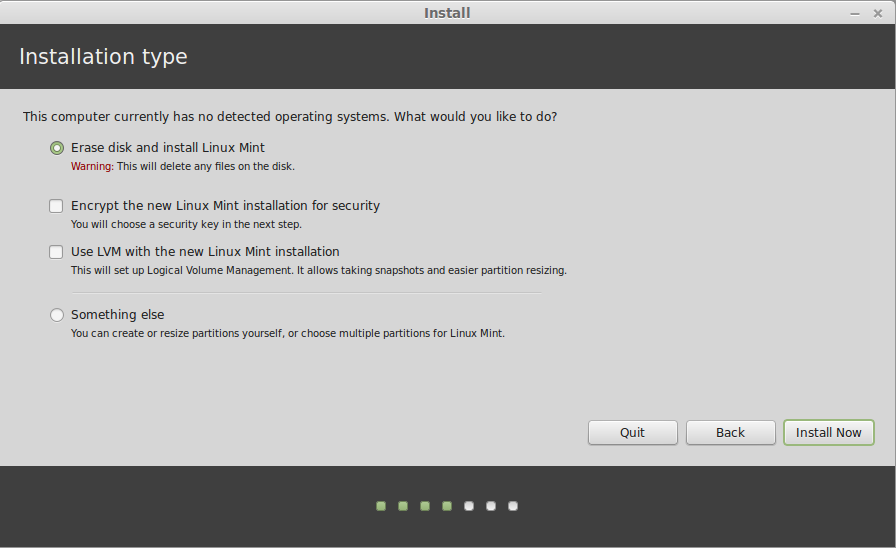 Install
Installation type
This computer currently has no detected operating systems. What would you like to do?
Erase disk and install Linux Mint
Warning: This will delete any files on the disk.
Encrypt the new Linux Mint installation for security
You will choose a security key in the next step.
Use LVM with the new Linux Mint installation
This will set up Logical Volume Management. It allows taking snapshots and easier partition resizing.
Something else
You can create or resize partitions yourself, or choose multiple partitions for Linux Mint.
Quit Back Install Now